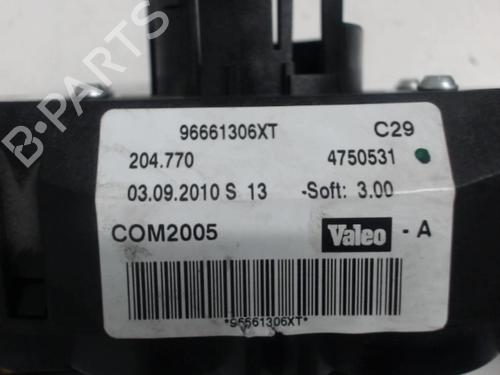 B-PARTS
96661306XT C29
204.770 4750531
03.09.2010 S 13 -Soft: 3.00
COM2005 Valeo - A
*96661306XT*